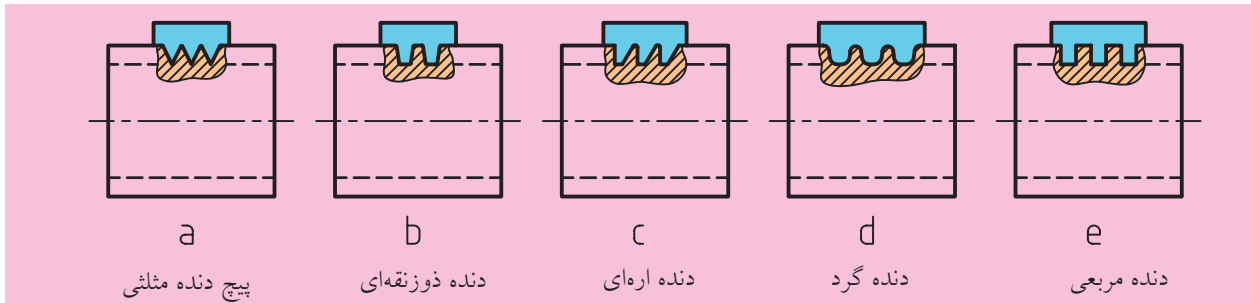 a b c d e
پیچ دنده مثلثی دنده ذوزنقه‌ای دنده اره‌ای دنده گرد دنده مربعی